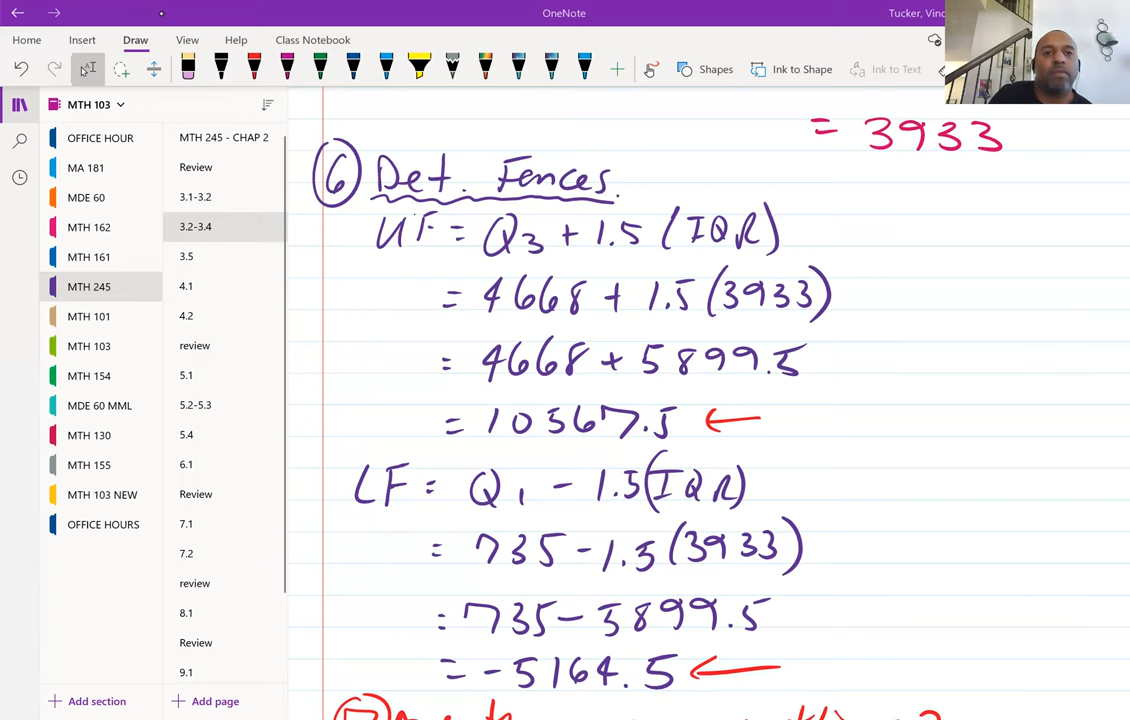 OneNote
Tucker, Vinc
Home Insert Draw View Help Class Notebook
Shapes Ink to Shape Ink to Text
MTH 103
OFFICE HOUR
MA 181
MDE 60
MTH 162
MTH 161
MTH 245
MTH 101
MTH 103
MTH 154
MDE 60 MML
MTH 130
MTH 155
MTH 103 NEW
OFFICE HOURS
Add section
MTH 245 - CHAP 2
Review
3.1-3.2
3.2-3.4
3.5
4.1
4.2
review
5.1
5.2-5.3
5.4
6.1
Review
7.1
7.2
review
8.1
Review
9.1
Add page
= 3933
6 Det. Fences.
UF = Q3 + 1.5 (IQR)
= 4668 + 1.5 (3933)
= 4668 + 5899.5
= 10567.5 ←
LF = Q1 - 1.5(IQR)
= 735 - 1.5 (3933)
= 735 - 5899.5
= -5164.5 ←